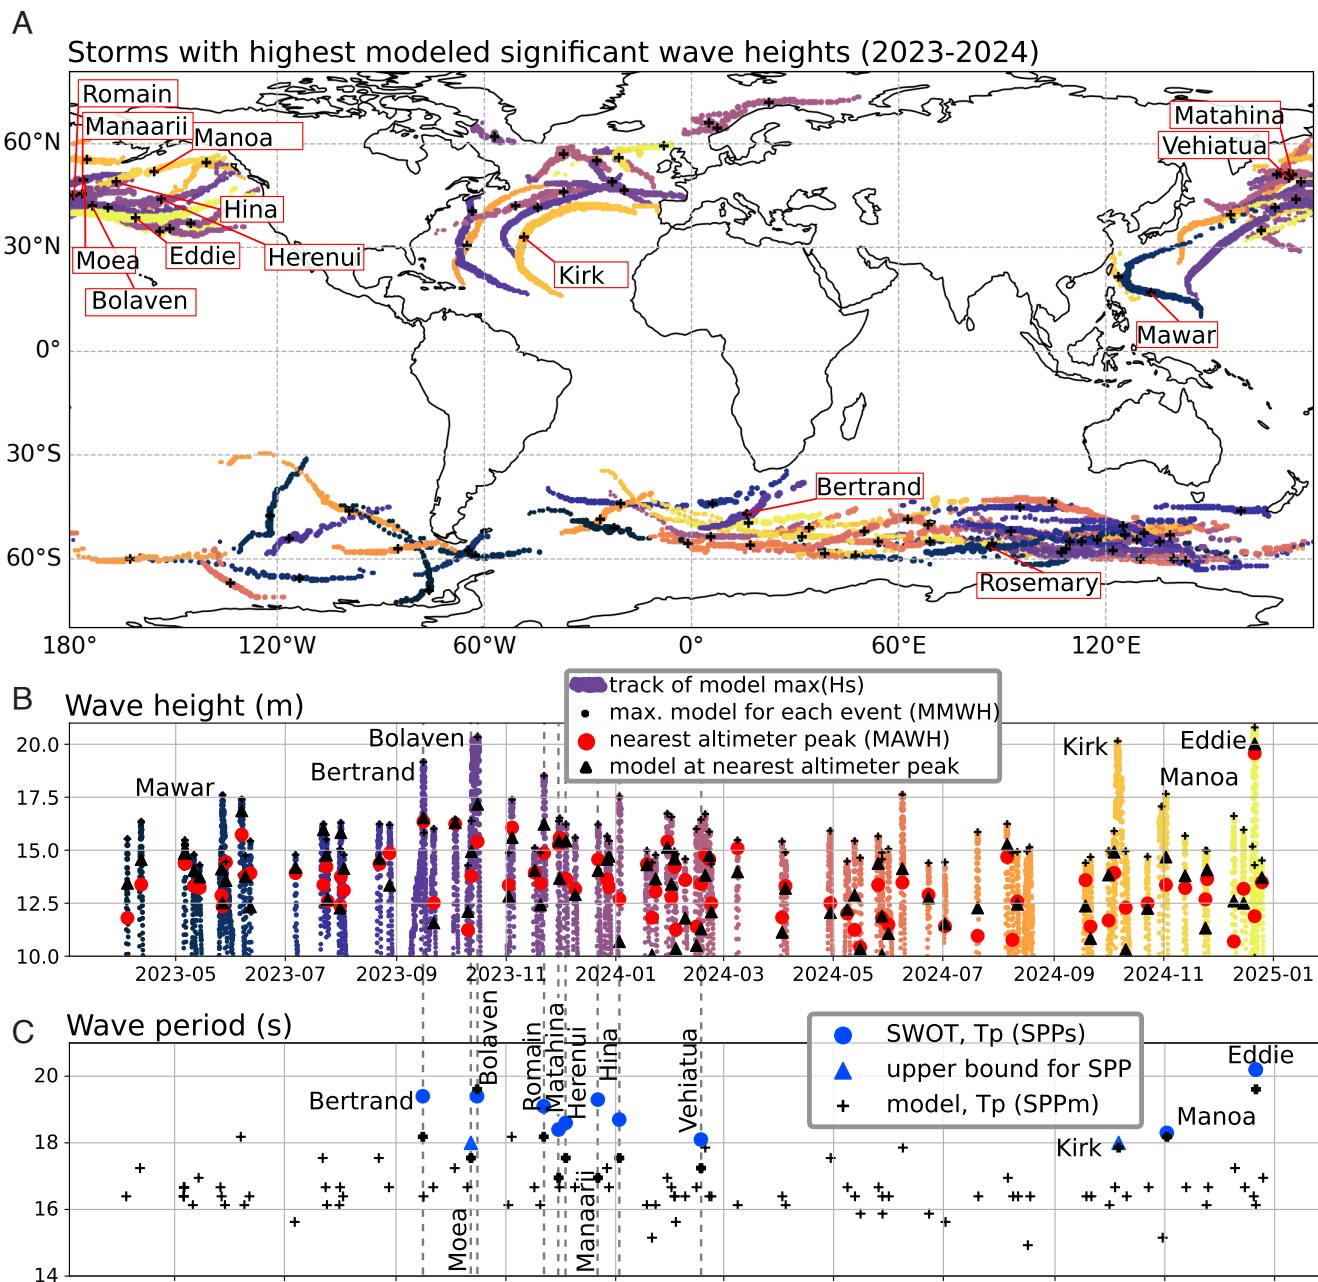 A
Storms with highest modeled significant wave heights (2023-2024)
Romain
Manaarii
Manoa
Matahina
Vehiatua
60°N
Hina
Moea
Eddie
Herenui
30°N
Kirk
Bolaven
Mawar
0°
30°S
Bertrand
60°S
Rosemary
180°
120°W
60°W
0°
60°E
120°E
B
Wave height (m)
track of model max(Hs)
max. model for each event (MMWH)
nearest altimeter peak (MAWH)
model at nearest altimeter peak
Mawar
Bertrand
Bolaven
Kirk
Eddie
Manoa
20.0
17.5
15.0
12.5
10.0
2023-05
2023-07
2023-09
2023-11
2024-01
2024-03
2024-05
2024-07
2024-09
2024-11
2025-01
C
Wave period (s)
SWOT, Tp (SPPs)
upper bound for SPP
model, Tp (SPPm)
Bertrand
Moea
Bolaven
Romain
Matahina
Herenui
Manaarii
Hina
Vehiatua
Kirk
Manoa
Eddie
20
18
16
14